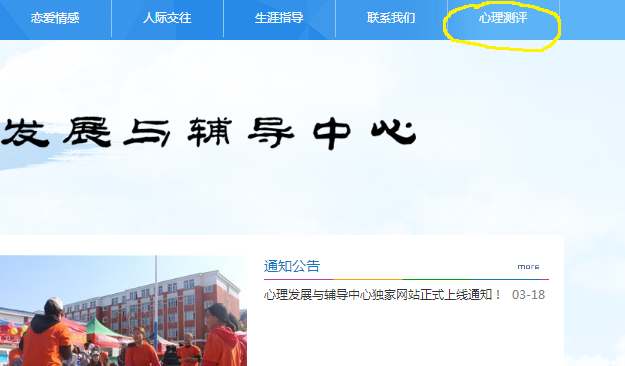 恋爱情感 人际交往 生涯指导 联系我们 心理测评
发展与辅导中心
通知公告 more
心理发展与辅导中心独家网站正式上线通知！ 03-18